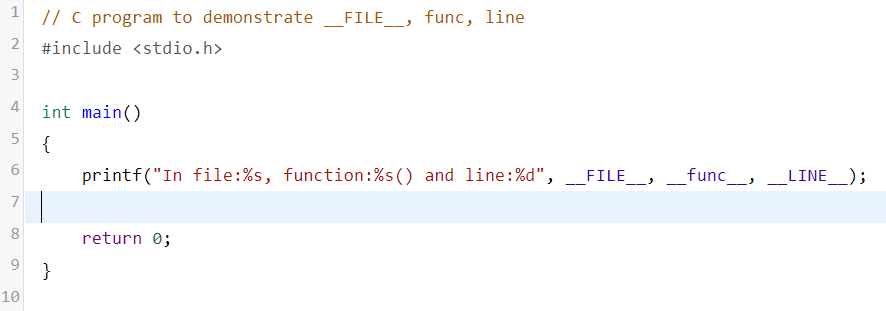 1 // C program to demonstrate __FILE__, func, line
2 #include <stdio.h>
3
4 int main()
5 {
6     printf("In file:%s, function:%s() and line:%d", __FILE__, __func__, __LINE__);
7
8     return 0;
9 }
10